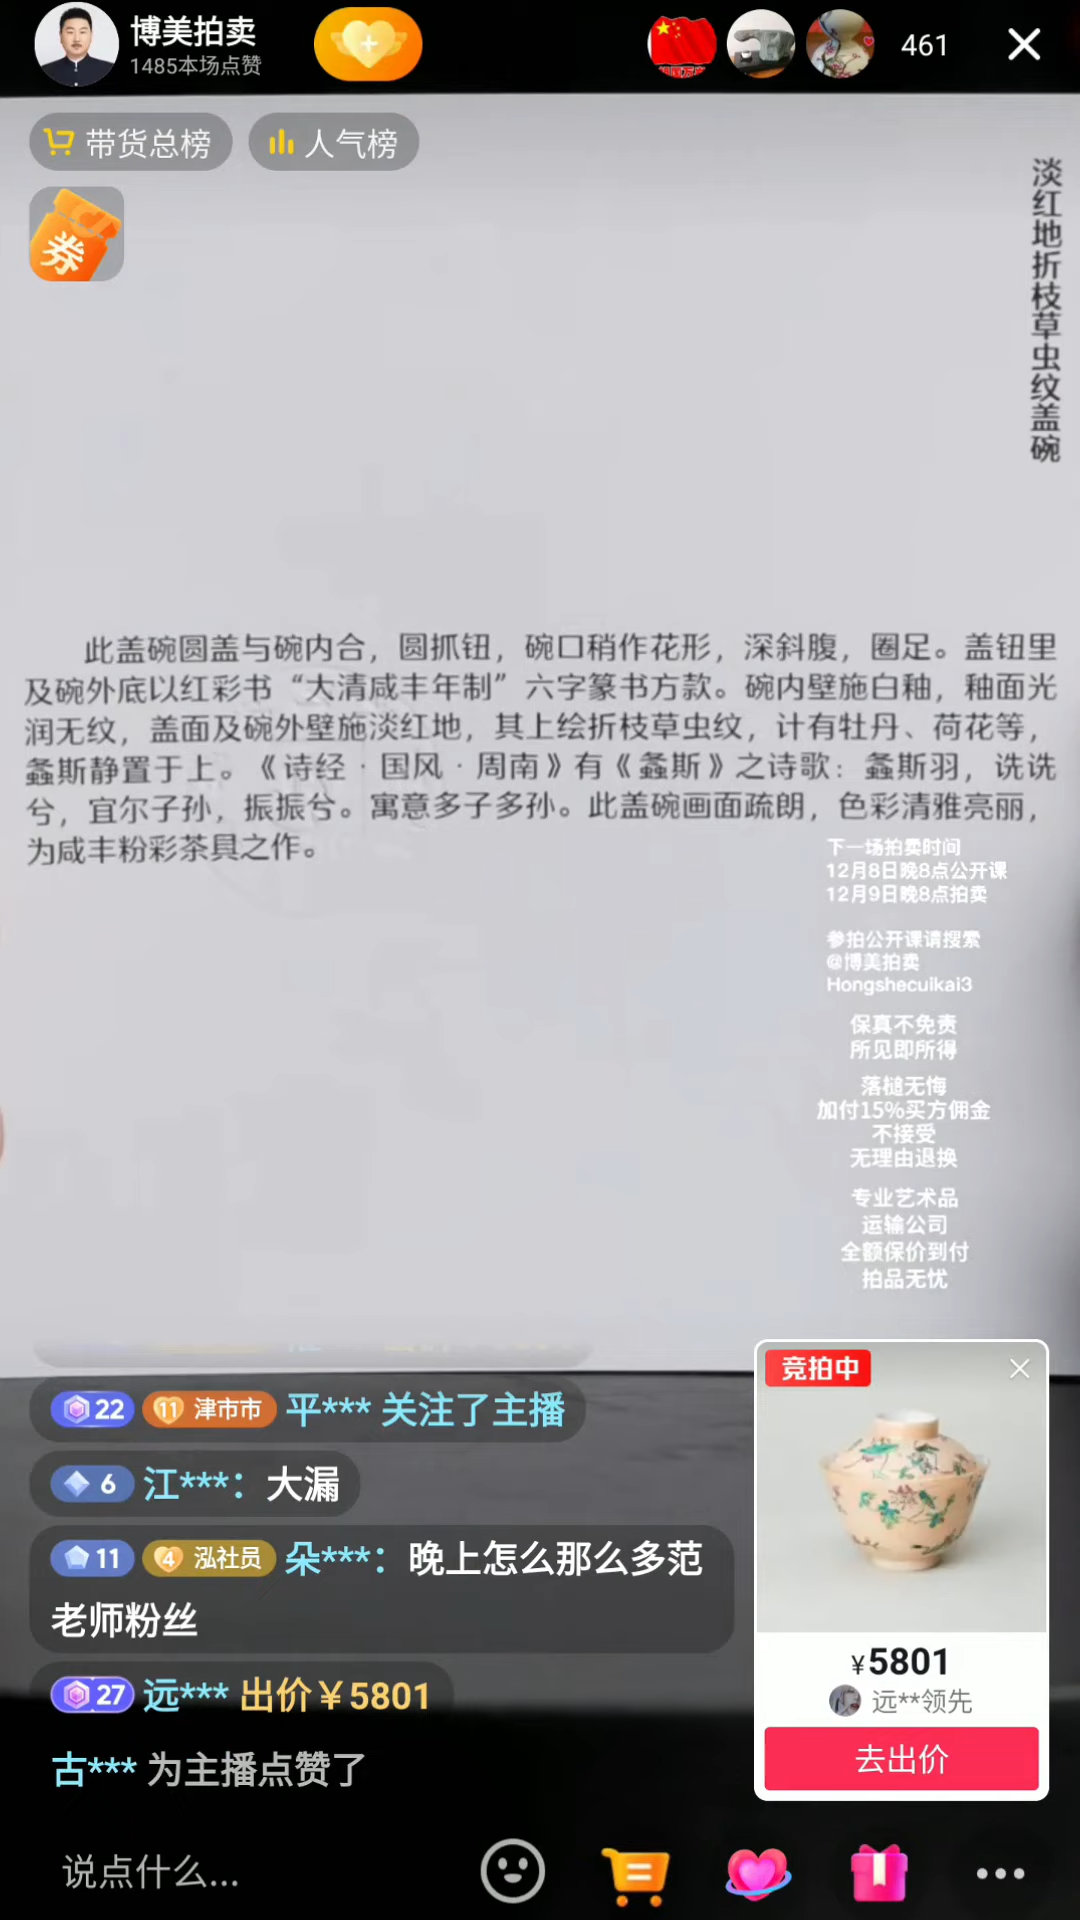 博美拍卖
1485本场点赞
461
带货总榜
人气榜
券
淡红地折枝草虫纹盖碗
此盖碗圆盖与碗内合，圆抓钮，碗口稍作花形，深斜腹，圈足。盖钮里
及碗外底以红彩书“大清咸丰年制”六字篆书方款。碗内壁施白釉，釉面光
润无纹，盖面及碗外壁施淡红地，其上绘折枝草虫纹，计有牡丹、荷花等，
螽斯静置于上。《诗经·国风·周南》有《螽斯》之诗歌：螽斯羽，诜诜
兮，宜尔子孙，振振兮。寓意多子多孙。此盖碗画面疏朗，色彩清雅亮丽，
为咸丰粉彩茶具之作。
下一场拍卖时间
12月8日晚8点公开课
12月9日晚8点拍卖
参拍公开课请搜索
@博美拍卖
Hongshecuikai3
保真不免责
所见即所得
落槌无悔
加付15%买方佣金
不接受
无理由退换
专业艺术品
运输公司
全额保价到付
拍品无忧
22 11 津市市 平*** 关注了主播
6 江***：大漏
11 4 泓社员 朵***：晚上怎么那么多范
老师粉丝
27 远*** 出价￥5801
古*** 为主播点赞了
竞拍中
¥5801
远**领先
去出价
说点什么...